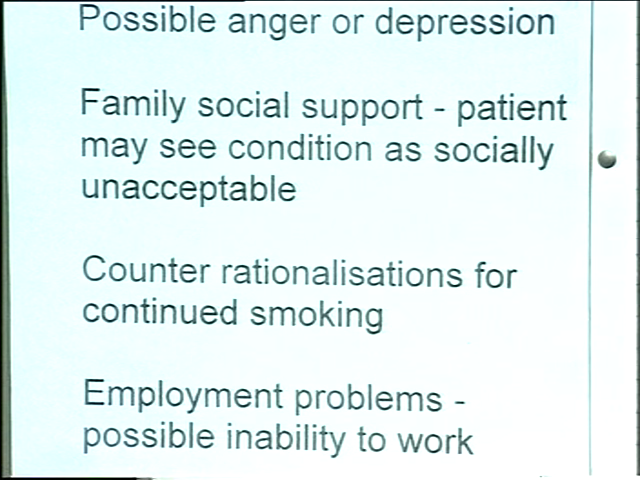 Possible anger or depression
Family social support - patient
may see condition as socially
unacceptable
Counter rationalisations for
continued smoking
Employment problems -
possible inability to work